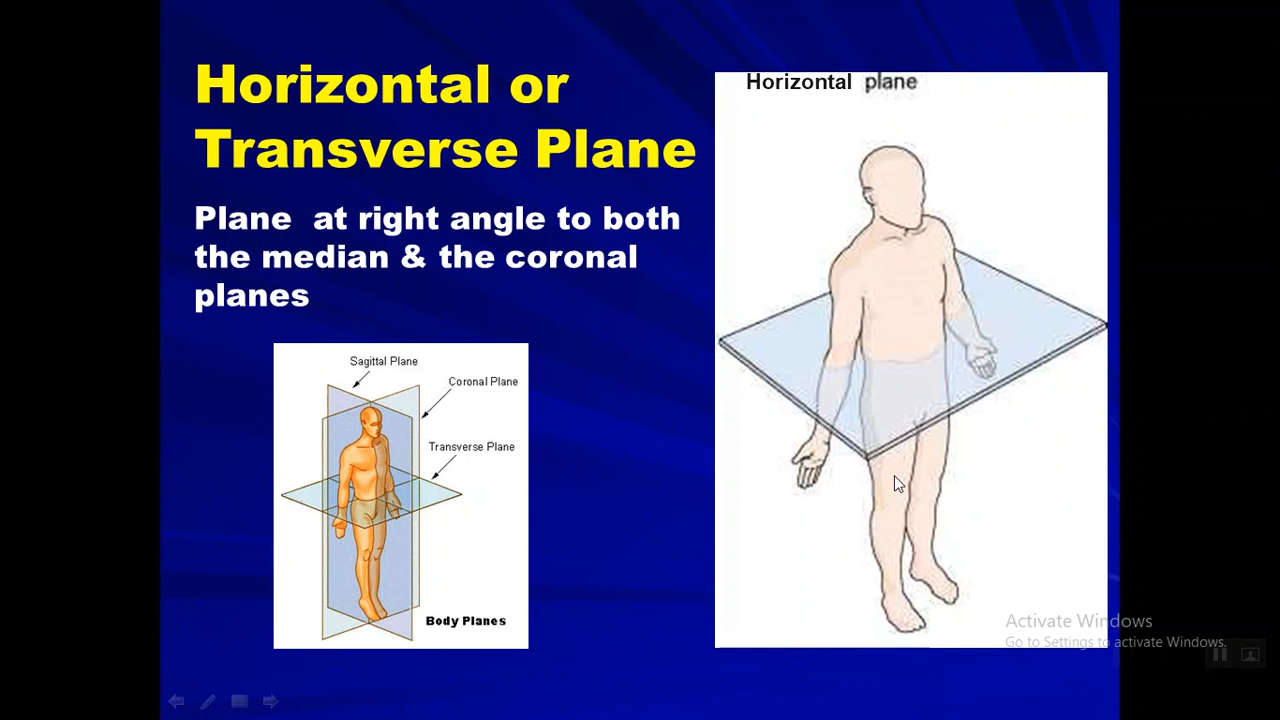 Horizontal or
Transverse Plane
Plane at right angle to both
the median & the coronal
planes
Sagittal Plane
Coronal Plane
Transverse Plane
Body Planes
Horizontal plane
Activate Windows
Go to Settings to activate Windows.